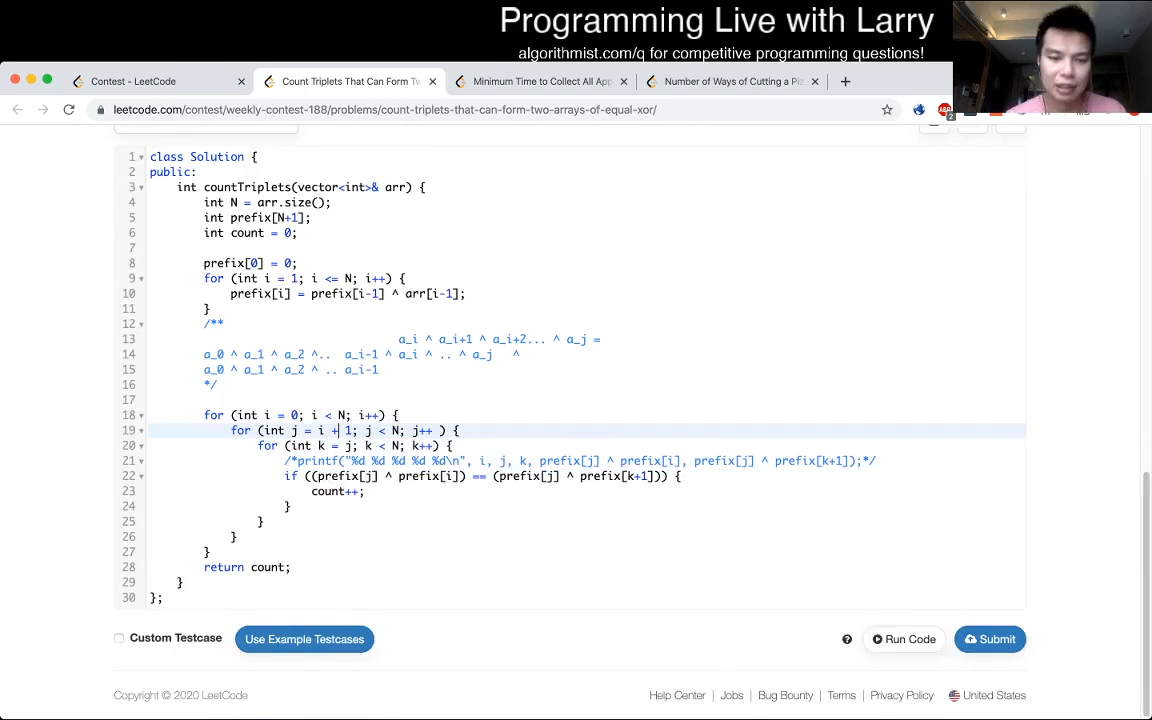 Programming Live with Larry
algorithmist.com/q for competitive programming questions!
Contest - LeetCode
Count Triplets That Can Form Tw
Minimum Time to Collect All App
Number of Ways of Cutting a Piz
leetcode.com/contest/weekly-contest-188/problems/count-triplets-that-can-form-two-arrays-of-equal-xor/
2
1 class Solution {
2 public:
3 int countTriplets(vector<int>& arr) {
4 int N = arr.size();
5 int prefix[N+1];
6 int count = 0;
7
8 prefix[0] = 0;
9 for (int i = 1; i <= N; i++) {
10 prefix[i] = prefix[i-1] ^ arr[i-1];
11 }
12 /**
13 a_i ^ a_i+1 ^ a_i+2... ^ a_j =
14 a_0 ^ a_1 ^ a_2 ^.. a_i-1 ^ a_i ^ .. ^ a_j ^
15 a_0 ^ a_1 ^ a_2 ^ .. a_i-1
16 */
17
18 for (int i = 0; i < N; i++) {
19 for (int j = i + 1; j < N; j++ ) {
20 for (int k = j; k < N; k++) {
21 /*printf("%d %d %d %d %d\n", i, j, k, prefix[j] ^ prefix[i], prefix[j] ^ prefix[k+1]);*/
22 if ((prefix[j] ^ prefix[i]) == (prefix[j] ^ prefix[k+1])) {
23 count++;
24 }
25 }
26 }
27 }
28 return count;
29 }
30 };
Custom Testcase
Use Example Testcases
?
Run Code
Submit
Copyright © 2020 LeetCode
Help Center | Jobs | Bug Bounty | Terms | Privacy Policy | United States